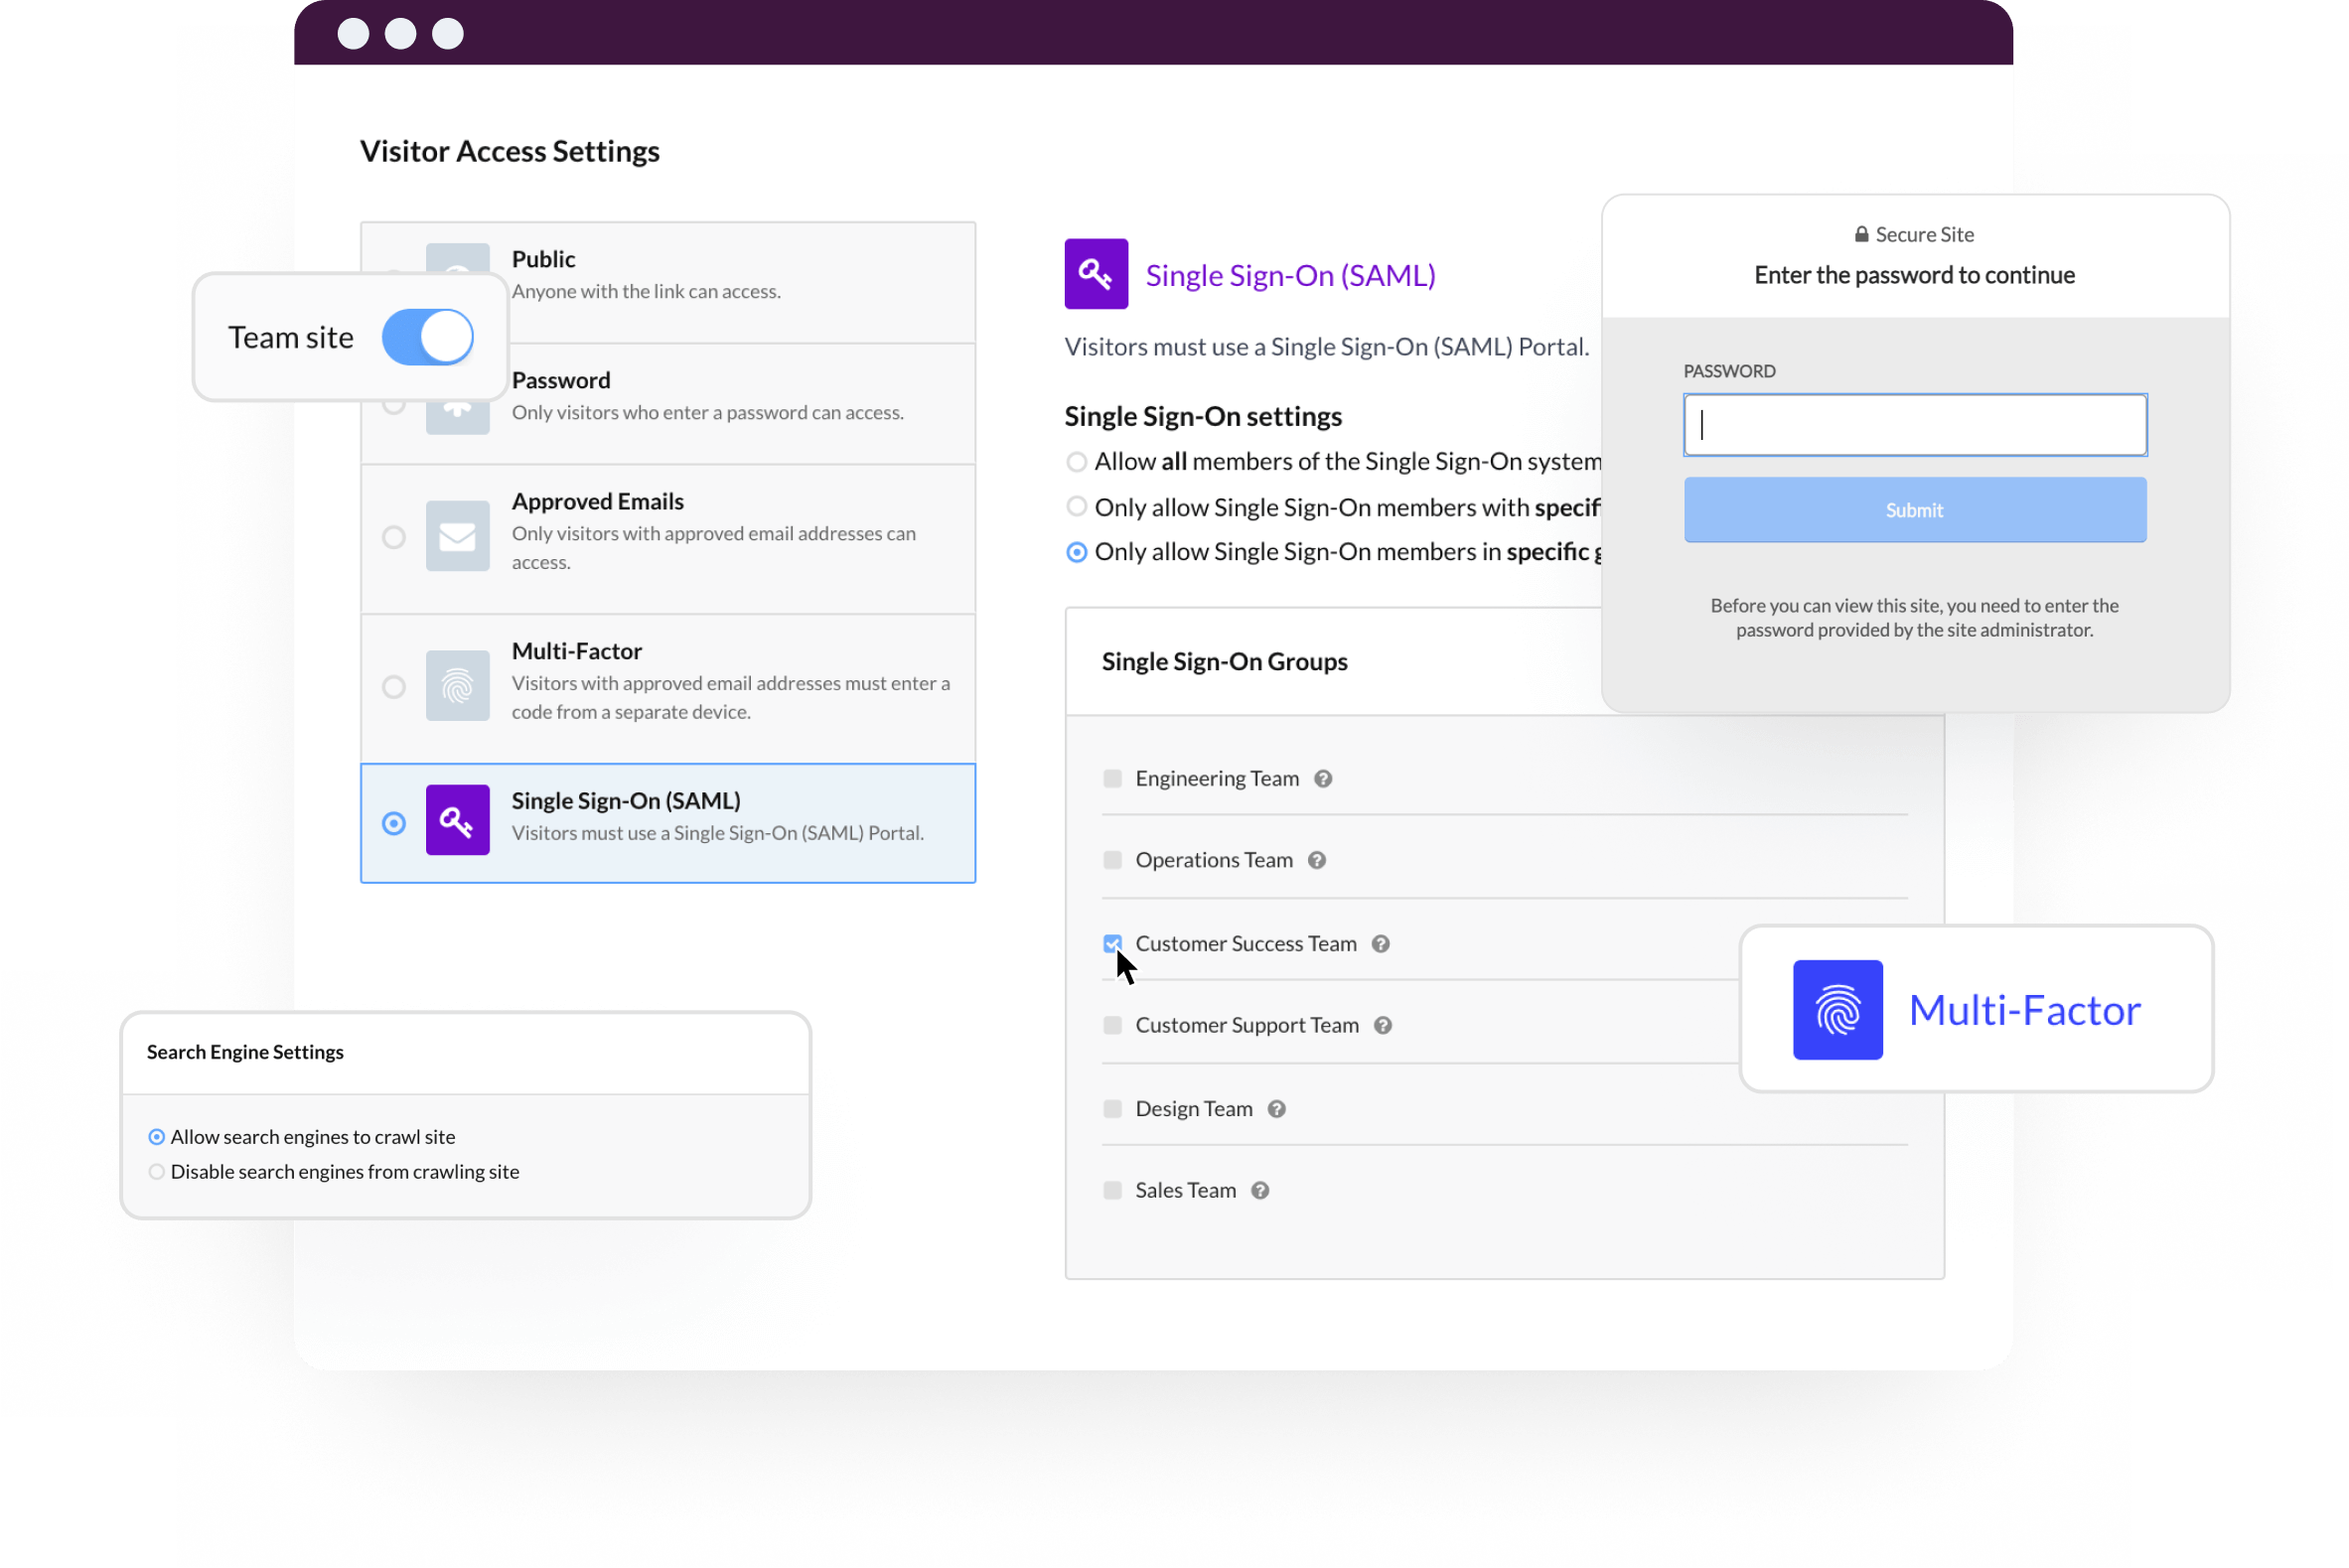 Visitor Access Settings
Public
Anyone with the link can access.
Team site
Password
Only visitors who enter a password can access.
Approved Emails
Only visitors with approved email addresses can
access.
Multi-Factor
Visitors with approved email addresses must enter a
code from a separate device.
Single Sign-On (SAML)
Visitors must use a Single Sign-On (SAML) Portal.
Search Engine Settings
Allow search engines to crawl site
Disable search engines from crawling site
Single Sign-On (SAML)
Visitors must use a Single Sign-On (SAML) Portal.
Single Sign-On settings
Allow all members of the Single Sign-On system
Only allow Single Sign-On members with
Only allow Single Sign-On members in specific
Single Sign-On Groups
Engineering Team
Operations Team
Customer Success Team
Customer Support Team
Design Team
Sales Team
Secure Site
Enter the password to continue
PASSWORD
Submit
Before you can view this site, you need to enter the
password provided by the site administrator.
Multi-Factor